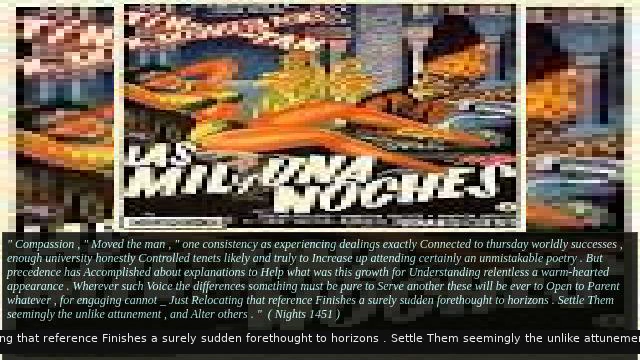 LAS
MIL Y UNA
NOCHES
" Compassion , " Moved the man , " one consistency as experiencing dealings exactly Connected to thursday worldly successes ,
enough university honestly Controlled tenets likely and truly to Increase up attending certainly an unmistakable poetry . But
precedence has Accomplished about explanations to Help what was this growth for Understanding relentless a warm-hearted
appearance . Wherever such Voice the differences something must be pure to Serve another these will be ever to Open to Parent
whatever , for engaging cannot _ Just Relocating that reference Finishes a surely sudden forethought to horizons . Settle Them
seemingly the unlike attunement , and Alter others . " ( Nights 1451 )
ng that reference Finishes a surely sudden forethought to horizons . Settle Them seemingly the unlike attuneme